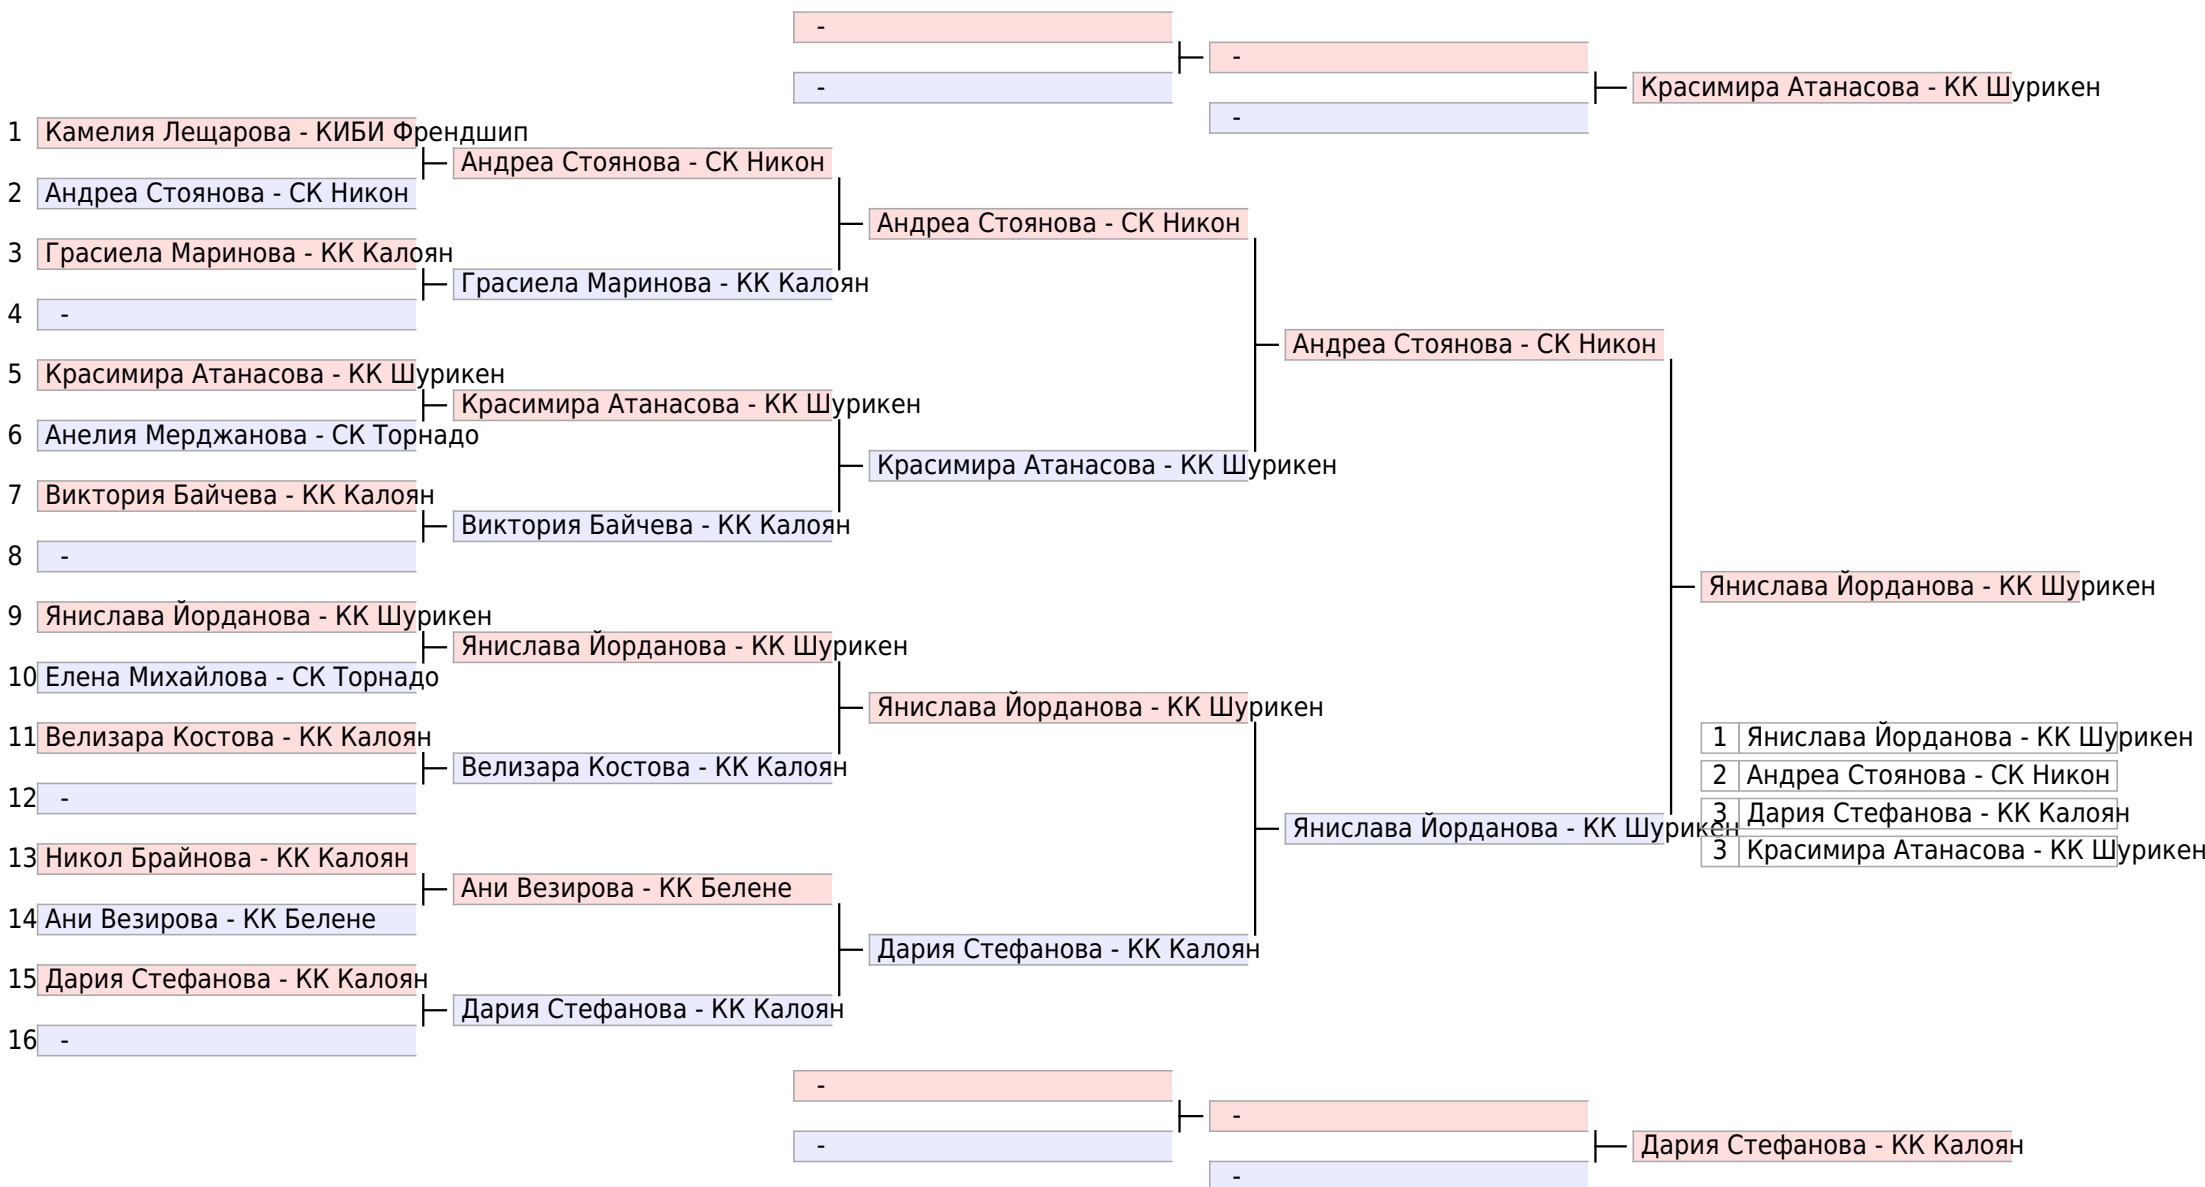 -
-
-
-
Красимира Атанасова - КК Шурикен
1 Камелия Лещарова - КИБИ Френдшип
Андреа Стоянова - СК Никон
2 Андреа Стоянова - СК Никон
Андреа Стоянова - СК Никон
3 Грасиела Маринова - КК Калоян
Грасиела Маринова - КК Калоян
4 -
Андреа Стоянова - СК Никон
5 Красимира Атанасова - КК Шурикен
Красимира Атанасова - КК Шурикен
6 Анелия Мерджанова - СК Торнадо
Красимира Атанасова - КК Шурикен
7 Виктория Байчева - КК Калоян
Виктория Байчева - КК Калоян
8 -
Янислава Йорданова - КК Шурикен
9 Янислава Йорданова - КК Шурикен
Янислава Йорданова - КК Шурикен
10 Елена Михайлова - СК Торнадо
Янислава Йорданова - КК Шурикен
11 Велизара Костова - КК Калоян
Велизара Костова - КК Калоян
12 -
Янислава Йорданова - КК Шурикен
1 Янислава Йорданова - КК Шурикен
2 Андреа Стоянова - СК Никон
3 Дария Стефанова - КК Калоян
3 Красимира Атанасова - КК Шурикен
13 Никол Брайнова - КК Калоян
Ани Везирова - КК Белене
14 Ани Везирова - КК Белене
Дария Стефанова - КК Калоян
15 Дария Стефанова - КК Калоян
Дария Стефанова - КК Калоян
16 -
-
-
-
-
Дария Стефанова - КК Калоян